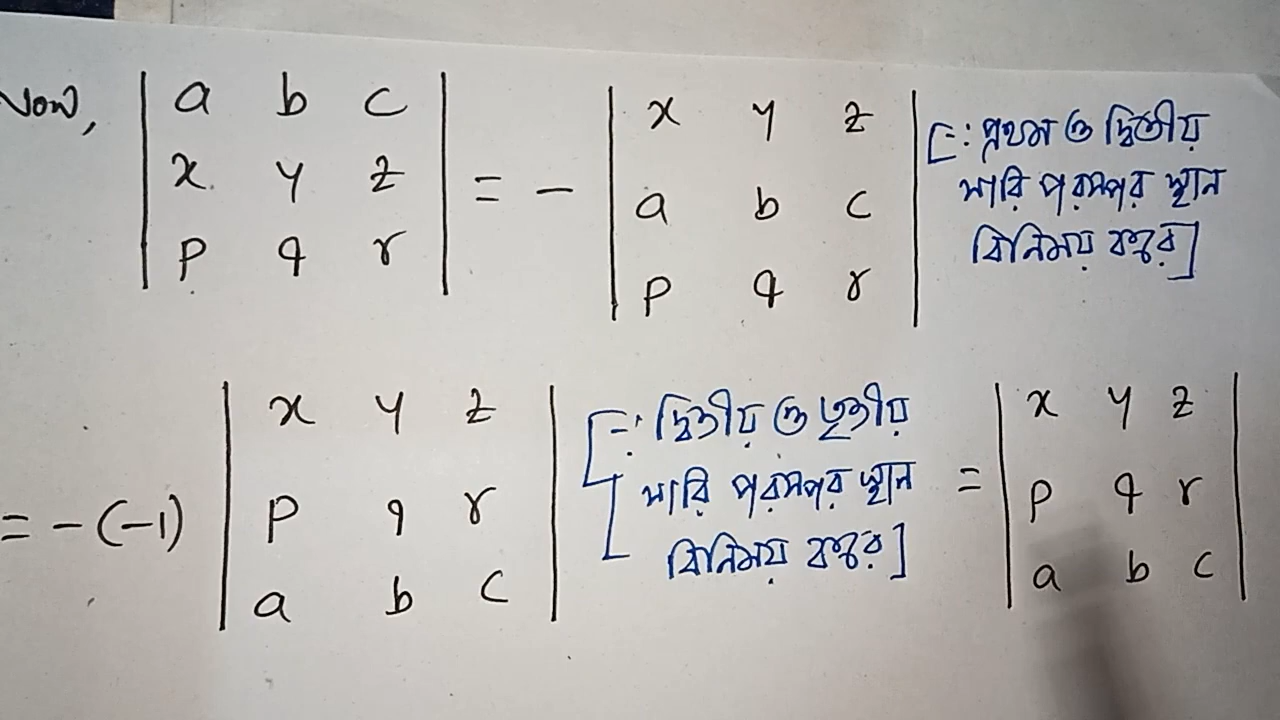 Now, | a b c | = - | x y z | [∵ প্রথম ও দ্বিতীয়
| x y z | | a b c | সারি পরস্পর স্থান
| p q r | | p q r | বিনিময় করে]
= -(-1) | x y z | [∵ দ্বিতীয় ও তৃতীয় = | x y z |
| p q r | সারি পরস্পর স্থান | p q r |
| a b c | বিনিময় করে] | a b c |